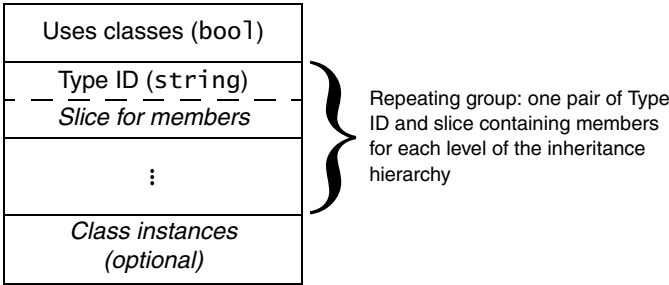 Uses classes (bool)
Type ID (string)
Slice for members
⋮
Class instances
(optional)
Repeating group: one pair of Type
ID and slice containing members
for each level of the inheritance
hierarchy